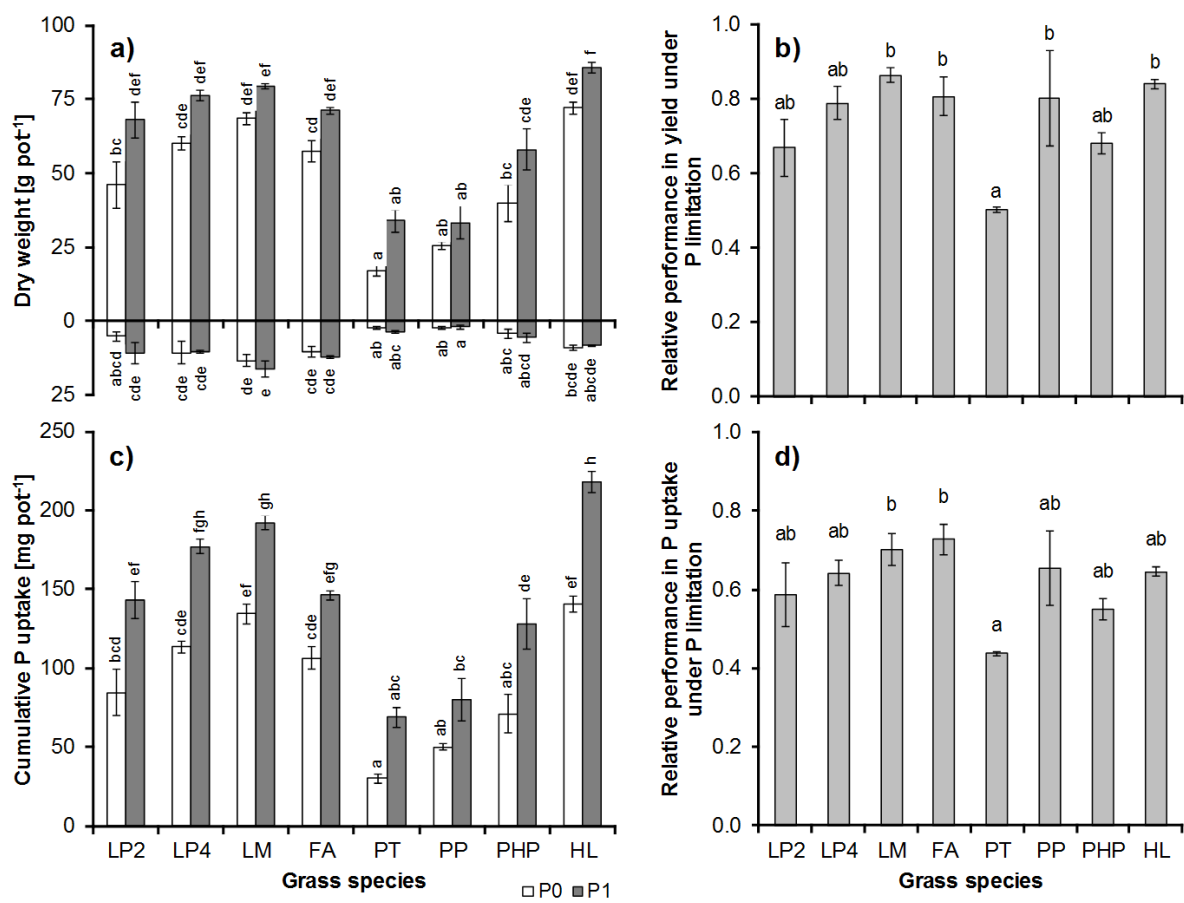 a)
Dry weight [g pot-1]
100
75
50
25
0
25
bc def cde def def ef cd def a ab ab ab bc cde def f
abcd cde cde cde de e cde cde ab abc ab a abc abcd bcde abcde
b)
Relative performance in yield under
P limitation
1.0
0.8
0.6
0.4
0.2
0.0
ab ab b b a b ab b
c)
Cumulative P uptake [mg pot-1]
250
200
150
100
50
0
bcd ef cde fgh ef gh cde efg a abc ab bc abc de ef h
LP2 LP4 LM FA PT PP PHP HL
Grass species
P0 P1
d)
Relative performance in P uptake
under P limitation
1.0
0.8
0.6
0.4
0.2
0.0
ab ab b b a ab ab ab
LP2 LP4 LM FA PT PP PHP HL
Grass species